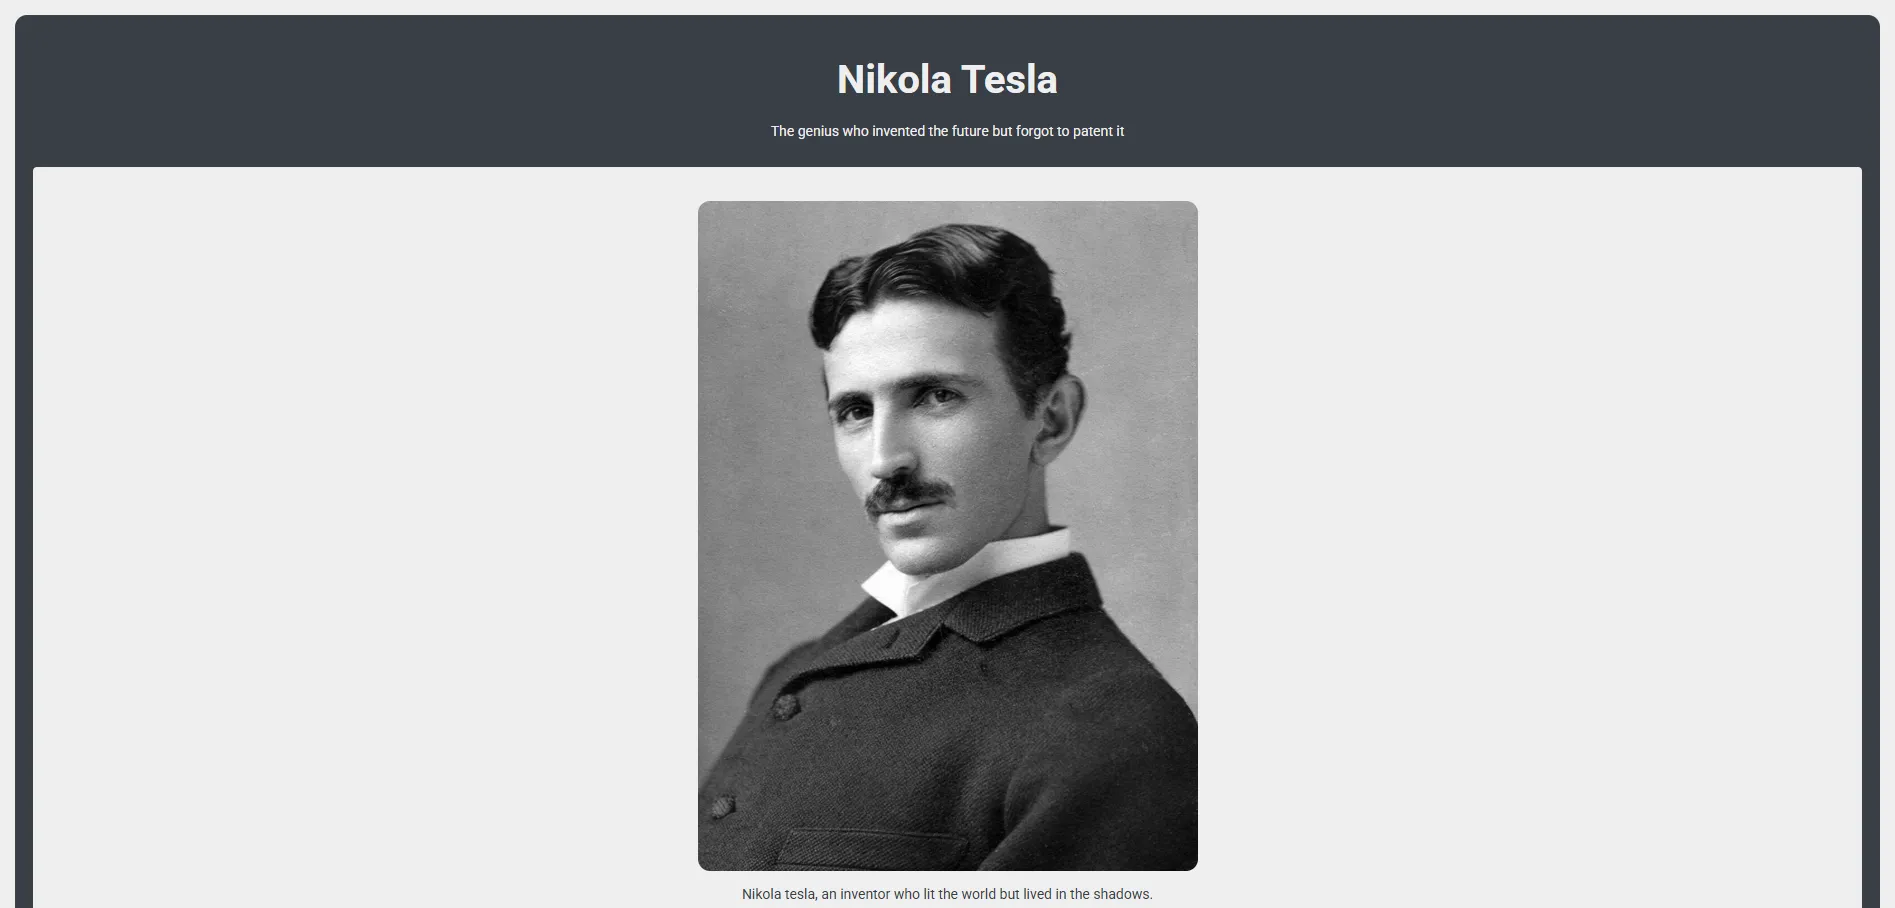 Nikola Tesla
The genius who invented the future but forgot to patent it
Nikola tesla, an inventor who lit the world but lived in the shadows.